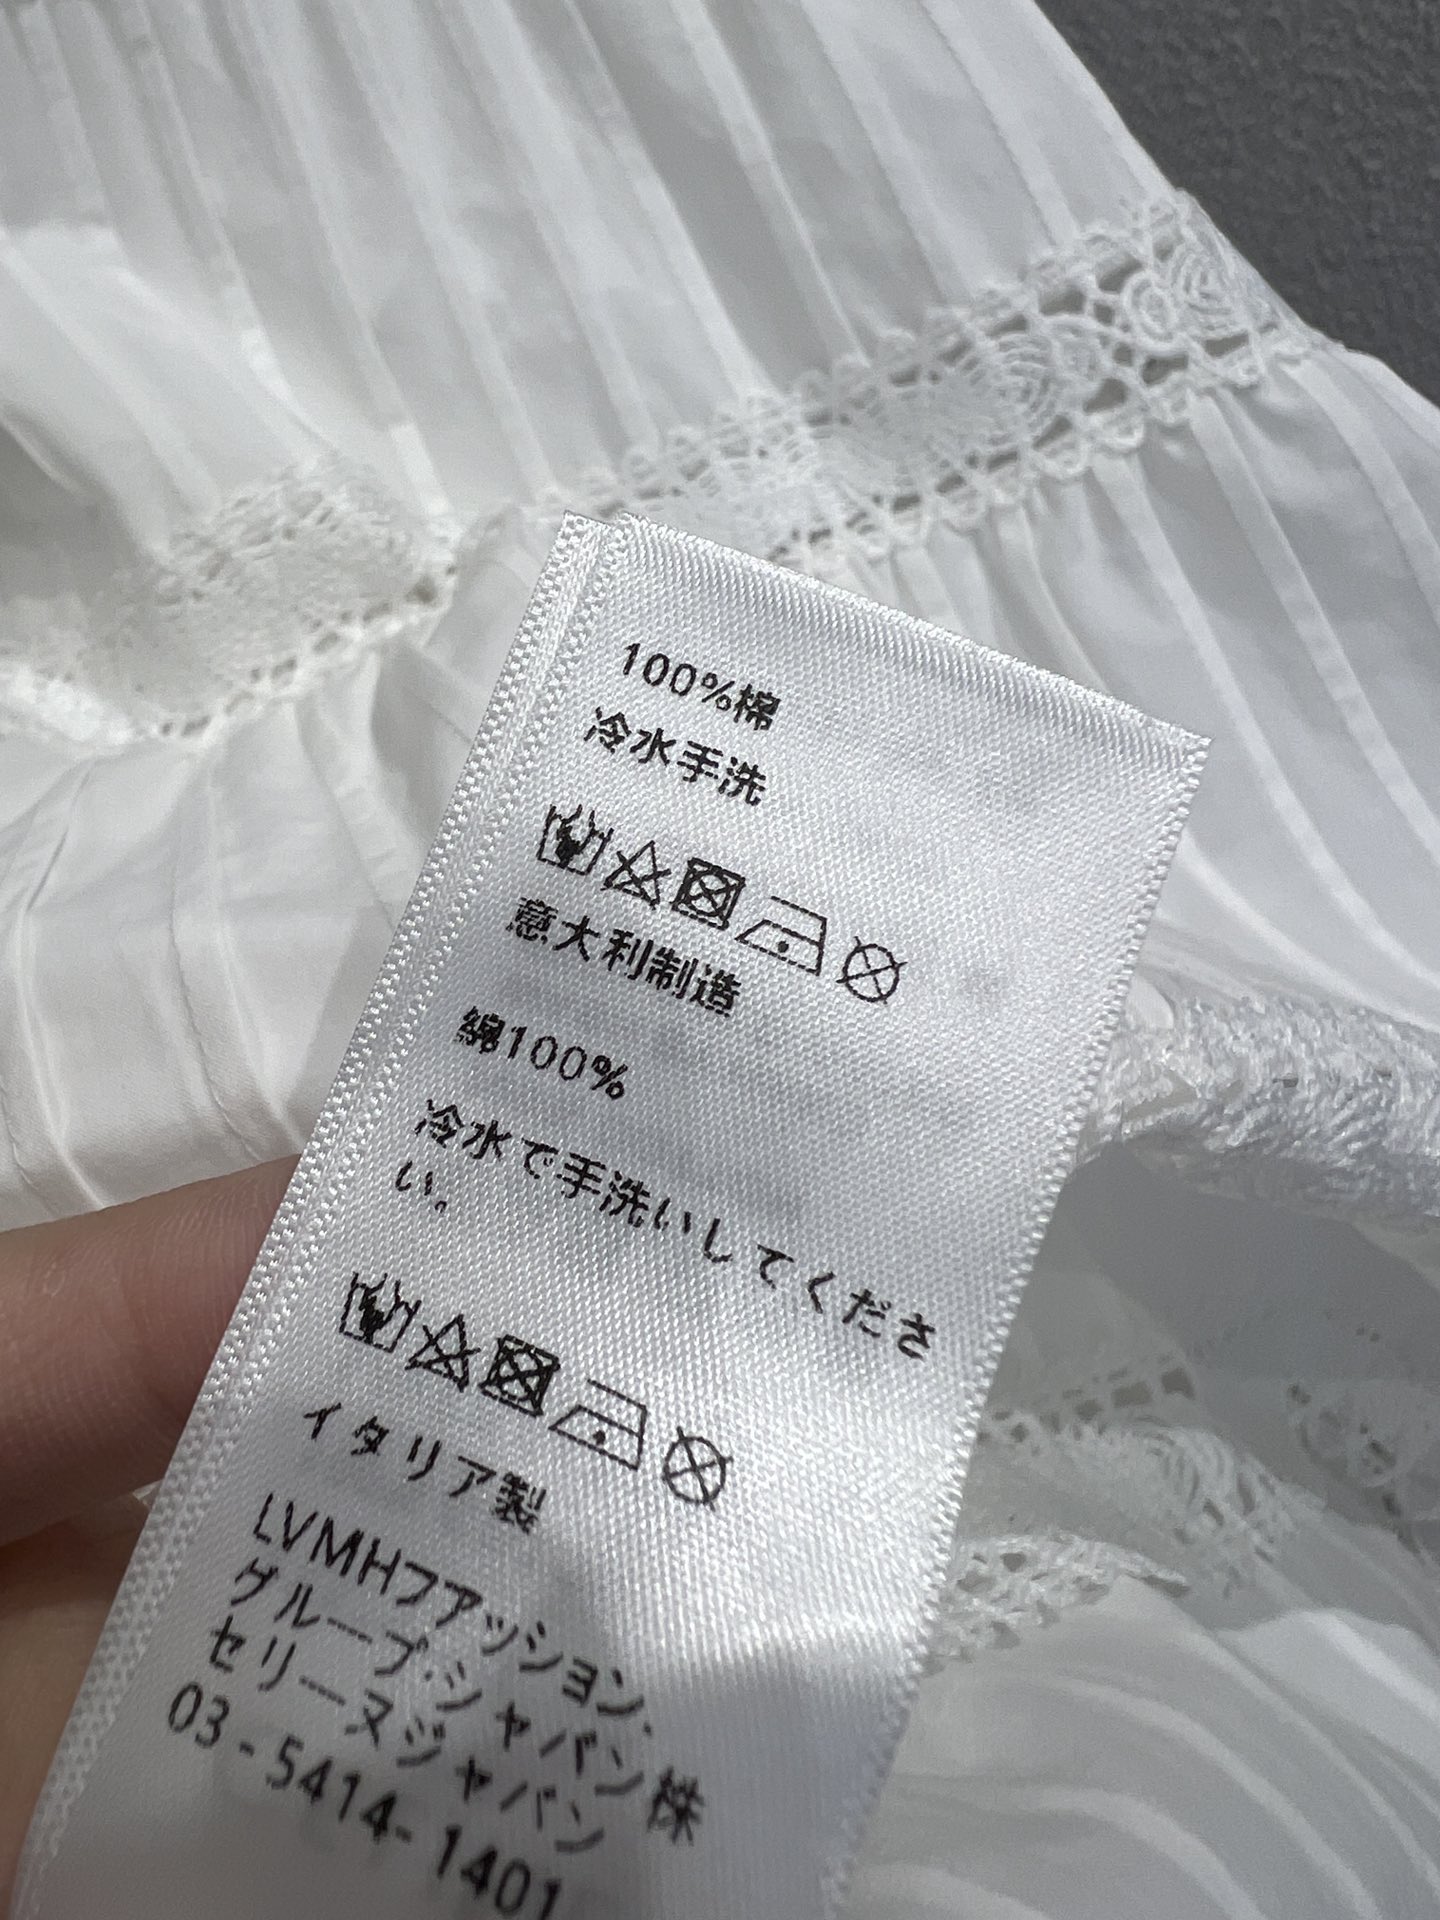 100%棉
冷水手洗
意大利制造
綿100%
冷水で手洗いしてくださ
い。
イタリア製
LVMHファッション.
グループ.ジャパン株
セリーヌジャパン
03-5414-1401